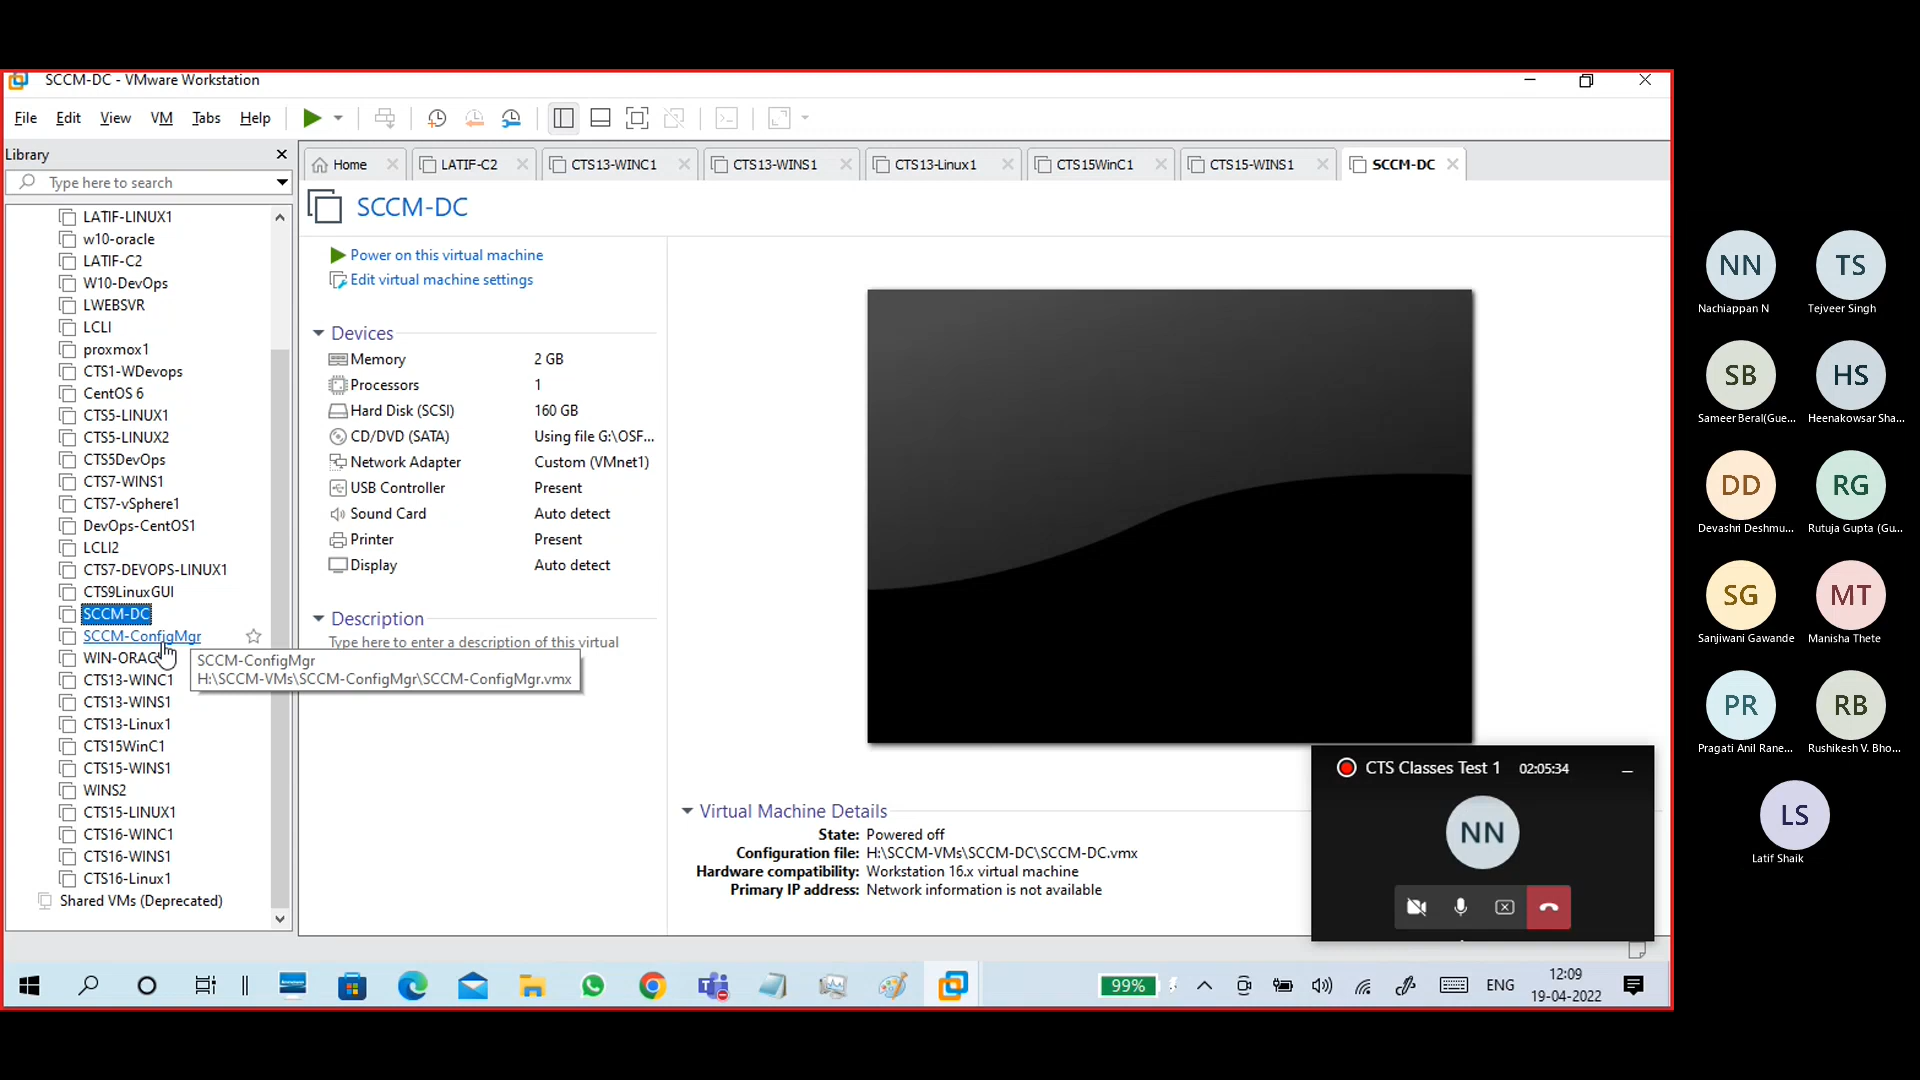 SCCM-DC - VMware Workstation
File Edit View VM Tabs Help
Library
Type here to search
Home
LATIF-C2
CTS13-WINC1
CTS13-WINS1
CTS13-Linux1
CTS15WinC1
CTS15-WINS1
SCCM-DC
LATIF-LINUX1
w10-oracle
LATIF-C2
W10-DevOps
LWEBSVR
LCLI
proxmox1
CTS1-WDevops
CentOS 6
CTS5-LINUX1
CTS5-LINUX2
CTS5DevOps
CTS7-WINS1
CTS7-vSphere1
DevOps-CentOS1
LCLI2
CTS7-DEVOPS-LINUX1
CTS9LinuxGUI
SCCM-DC
SCCM-ConfigMgr
WIN-ORAC
CTS13-WINC1
CTS13-WINS1
CTS13-Linux1
CTS15WinC1
CTS15-WINS1
WINS2
CTS15-LINUX1
CTS16-WINC1
CTS16-WINS1
CTS16-Linux1
Shared VMs (Deprecated)
SCCM-ConfigMgr
H:\SCCM-VMs\SCCM-ConfigMgr\SCCM-ConfigMgr.vmx
SCCM-DC
Power on this virtual machine
Edit virtual machine settings
Devices
Memory 2 GB
Processors 1
Hard Disk (SCSI) 160 GB
CD/DVD (SATA) Using file G:\OSF...
Network Adapter Custom (VMnet1)
USB Controller Present
Sound Card Auto detect
Printer Present
Display Auto detect
Description
Type here to enter a description of this virtual
Virtual Machine Details
State: Powered off
Configuration file: H:\SCCM-VMs\SCCM-DC\SCCM-DC.vmx
Hardware compatibility: Workstation 16.x virtual machine
Primary IP address: Network information is not available
CTS Classes Test 1 02:05:34
NN
99%
ENG
12:09
19-04-2022
NN
Nachiappan N
TS
Tejveer Singh
SB
Sameer Beral(Gue...
HS
Heenakowsar Sha...
DD
Devashri Deshmu...
RG
Rutuja Gupta (Gu...
SG
Sanjiwani Gawande
MT
Manisha Thete
PR
Pragati Anil Rane...
RB
Rushikesh V. Bho...
LS
Latif Shaik